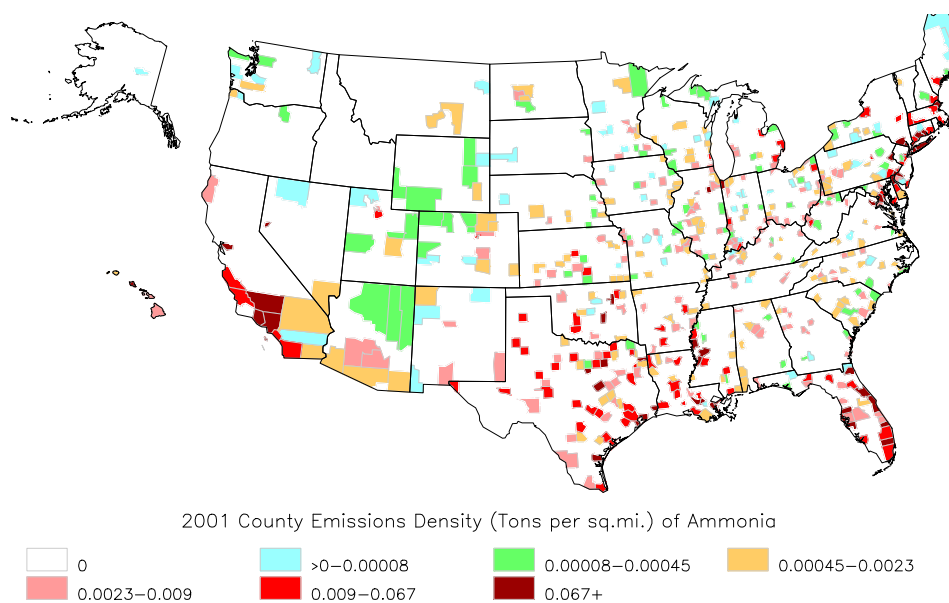 2001 County Emissions Density (Tons per sq.mi.) of Ammonia
0 >0-0.00008 0.00008-0.00045 0.00045-0.0023
0.0023-0.009 0.009-0.067 0.067+